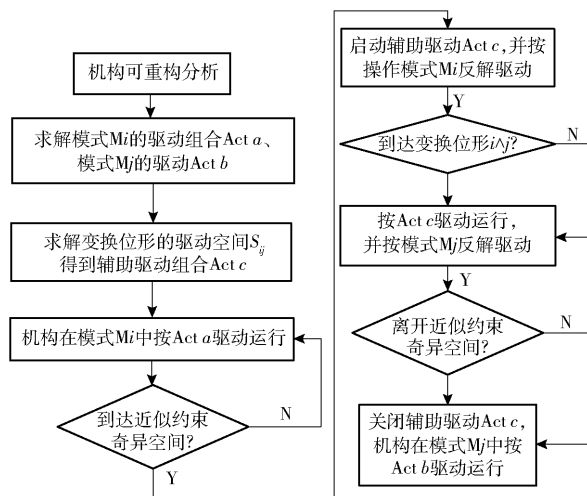 机构可重构分析
求解模式Mi的驱动组合Act a、
模式Mj的驱动Act b
求解变换位形的驱动空间S_{ij}
得到辅助驱动组合Act c
机构在模式Mi中按Act a驱动运行
到达近似约束
奇异空间?
N
Y
启动辅助驱动Act c,并按
操作模式Mi反解驱动
Y
到达变换位形i∧j?
N
按Act c驱动运行,
并按模式Mj反解驱动
Y
离开近似约束
奇异空间?
N
关闭辅助驱动Act c,
机构在模式Mj中按
Act b驱动运行